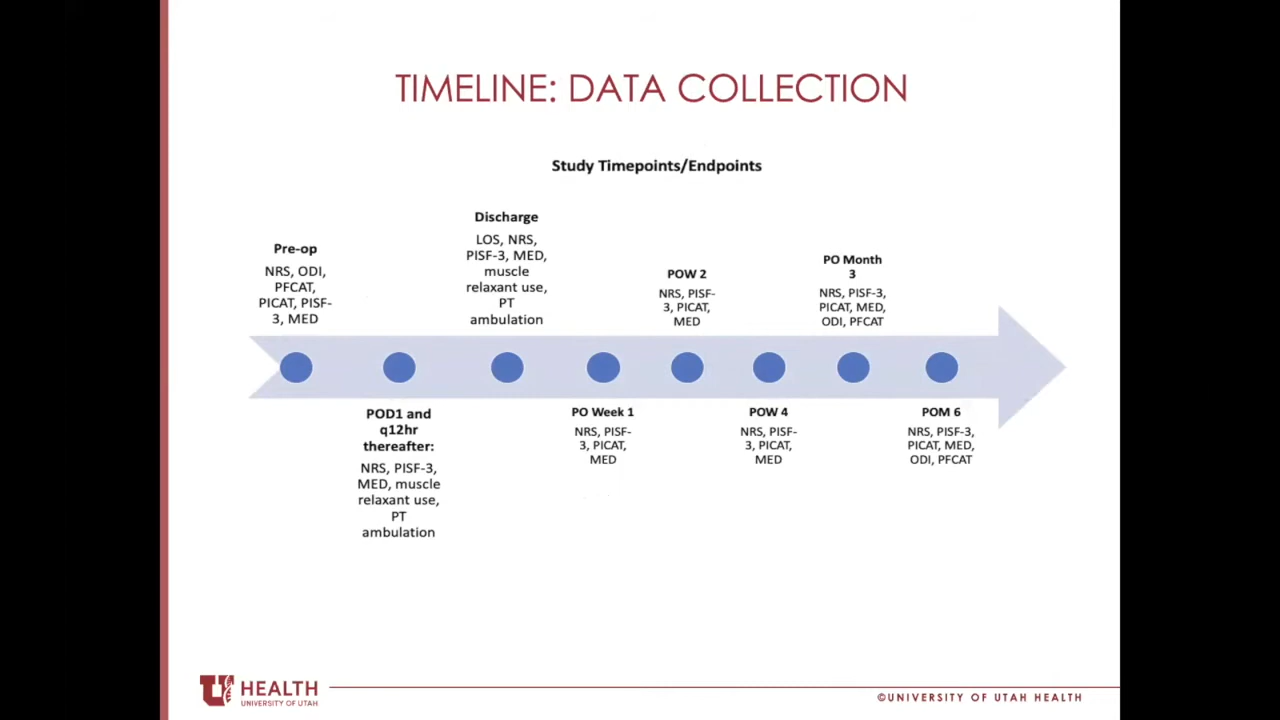 TIMELINE: DATA COLLECTION
Study Timepoints/Endpoints
Pre-op
NRS, ODI,
PFCAT,
PICAT, PISF-
3, MED
POD1 and
q12hr
thereafter:
NRS, PISF-3,
MED, muscle
relaxant use,
PT
ambulation
Discharge
LOS, NRS,
PISF-3, MED,
muscle
relaxant use,
PT
ambulation
PO Week 1
NRS, PISF-
3, PICAT,
MED
POW 2
NRS, PISF-
3, PICAT,
MED
POW 4
NRS, PISF-
3, PICAT,
MED
PO Month
3
NRS, PISF-3,
PICAT, MED,
ODI, PFCAT
POM 6
NRS, PISF-3,
PICAT, MED,
ODI, PFCAT
U HEALTH
UNIVERSITY OF UTAH
©UNIVERSITY OF UTAH HEALTH